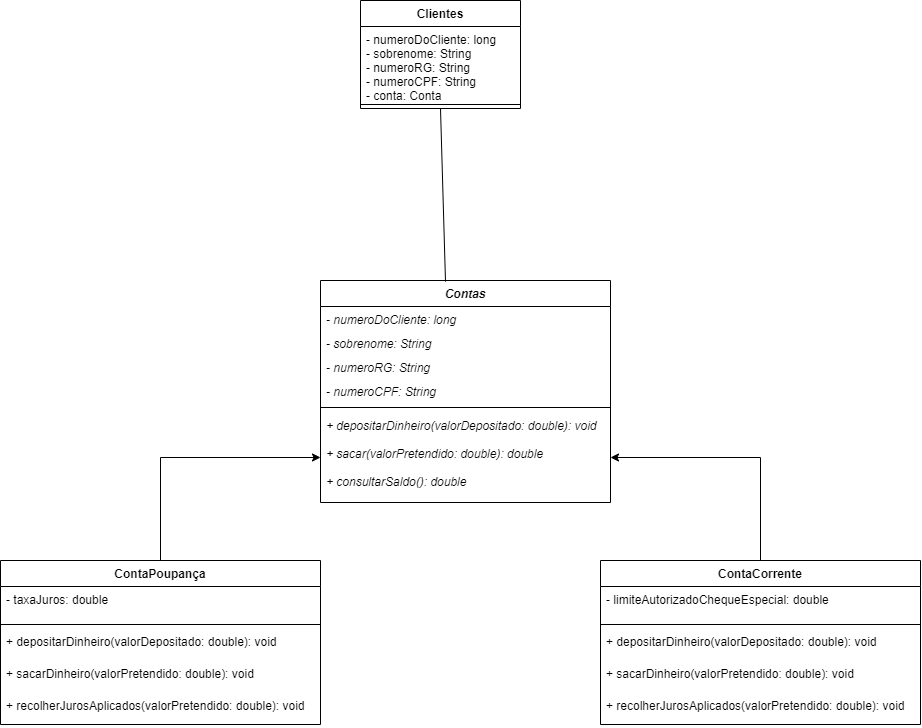 Clientes
- numeroDoCliente: long
- sobrenome: String
- numeroRG: String
- numeroCPF: String
- conta: Conta
Contas
- numeroDoCliente: long
- sobrenome: String
- numeroRG: String
- numeroCPF: String
+ depositarDinheiro(valorDepositado: double): void
+ sacar(valorPretendido: double): double
+ consultarSaldo(): double
ContaPoupança
- taxaJuros: double
+ depositarDinheiro(valorDepositado: double): void
+ sacarDinheiro(valorPretendido: double): void
+ recolherJurosAplicados(valorPretendido: double): void
ContaCorrente
- limiteAutorizadoChequeEspecial: double
+ depositarDinheiro(valorDepositado: double): void
+ sacarDinheiro(valorPretendido: double): void
+ recolherJurosAplicados(valorPretendido: double): void